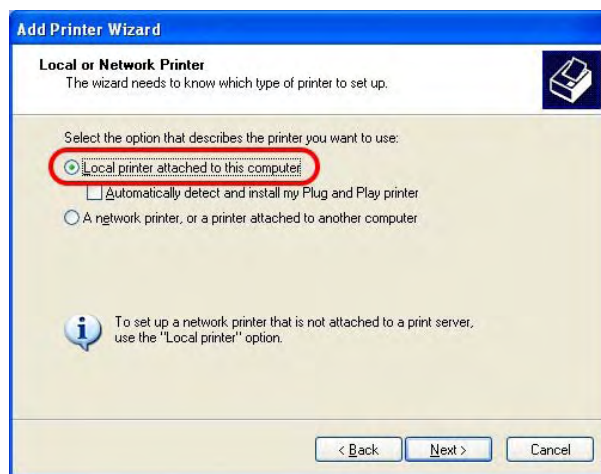 Add Printer Wizard
Local or Network Printer
The wizard needs to know which type of printer to set up.
Select the option that describes the printer you want to use:
Local printer attached to this computer
Automatically detect and install my Plug and Play printer
A network printer, or a printer attached to another computer
To set up a network printer that is not attached to a print server,
use the "Local printer" option.
< Back
Next >
Cancel